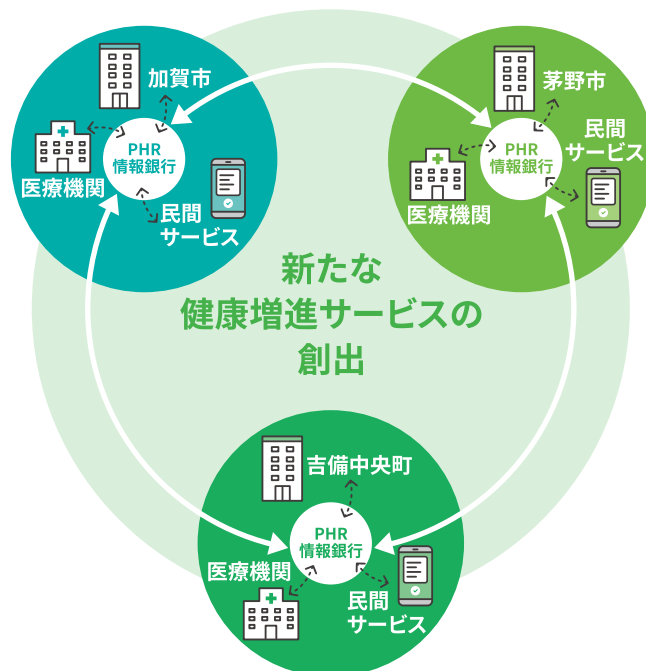 加賀市
PHR
情報銀行
医療機関
民間
サービス
茅野市
民間
サービス
PHR
情報銀行
医療機関
新たな
健康増進サービスの
創出
吉備中央町
PHR
情報銀行
医療機関
民間
サービス